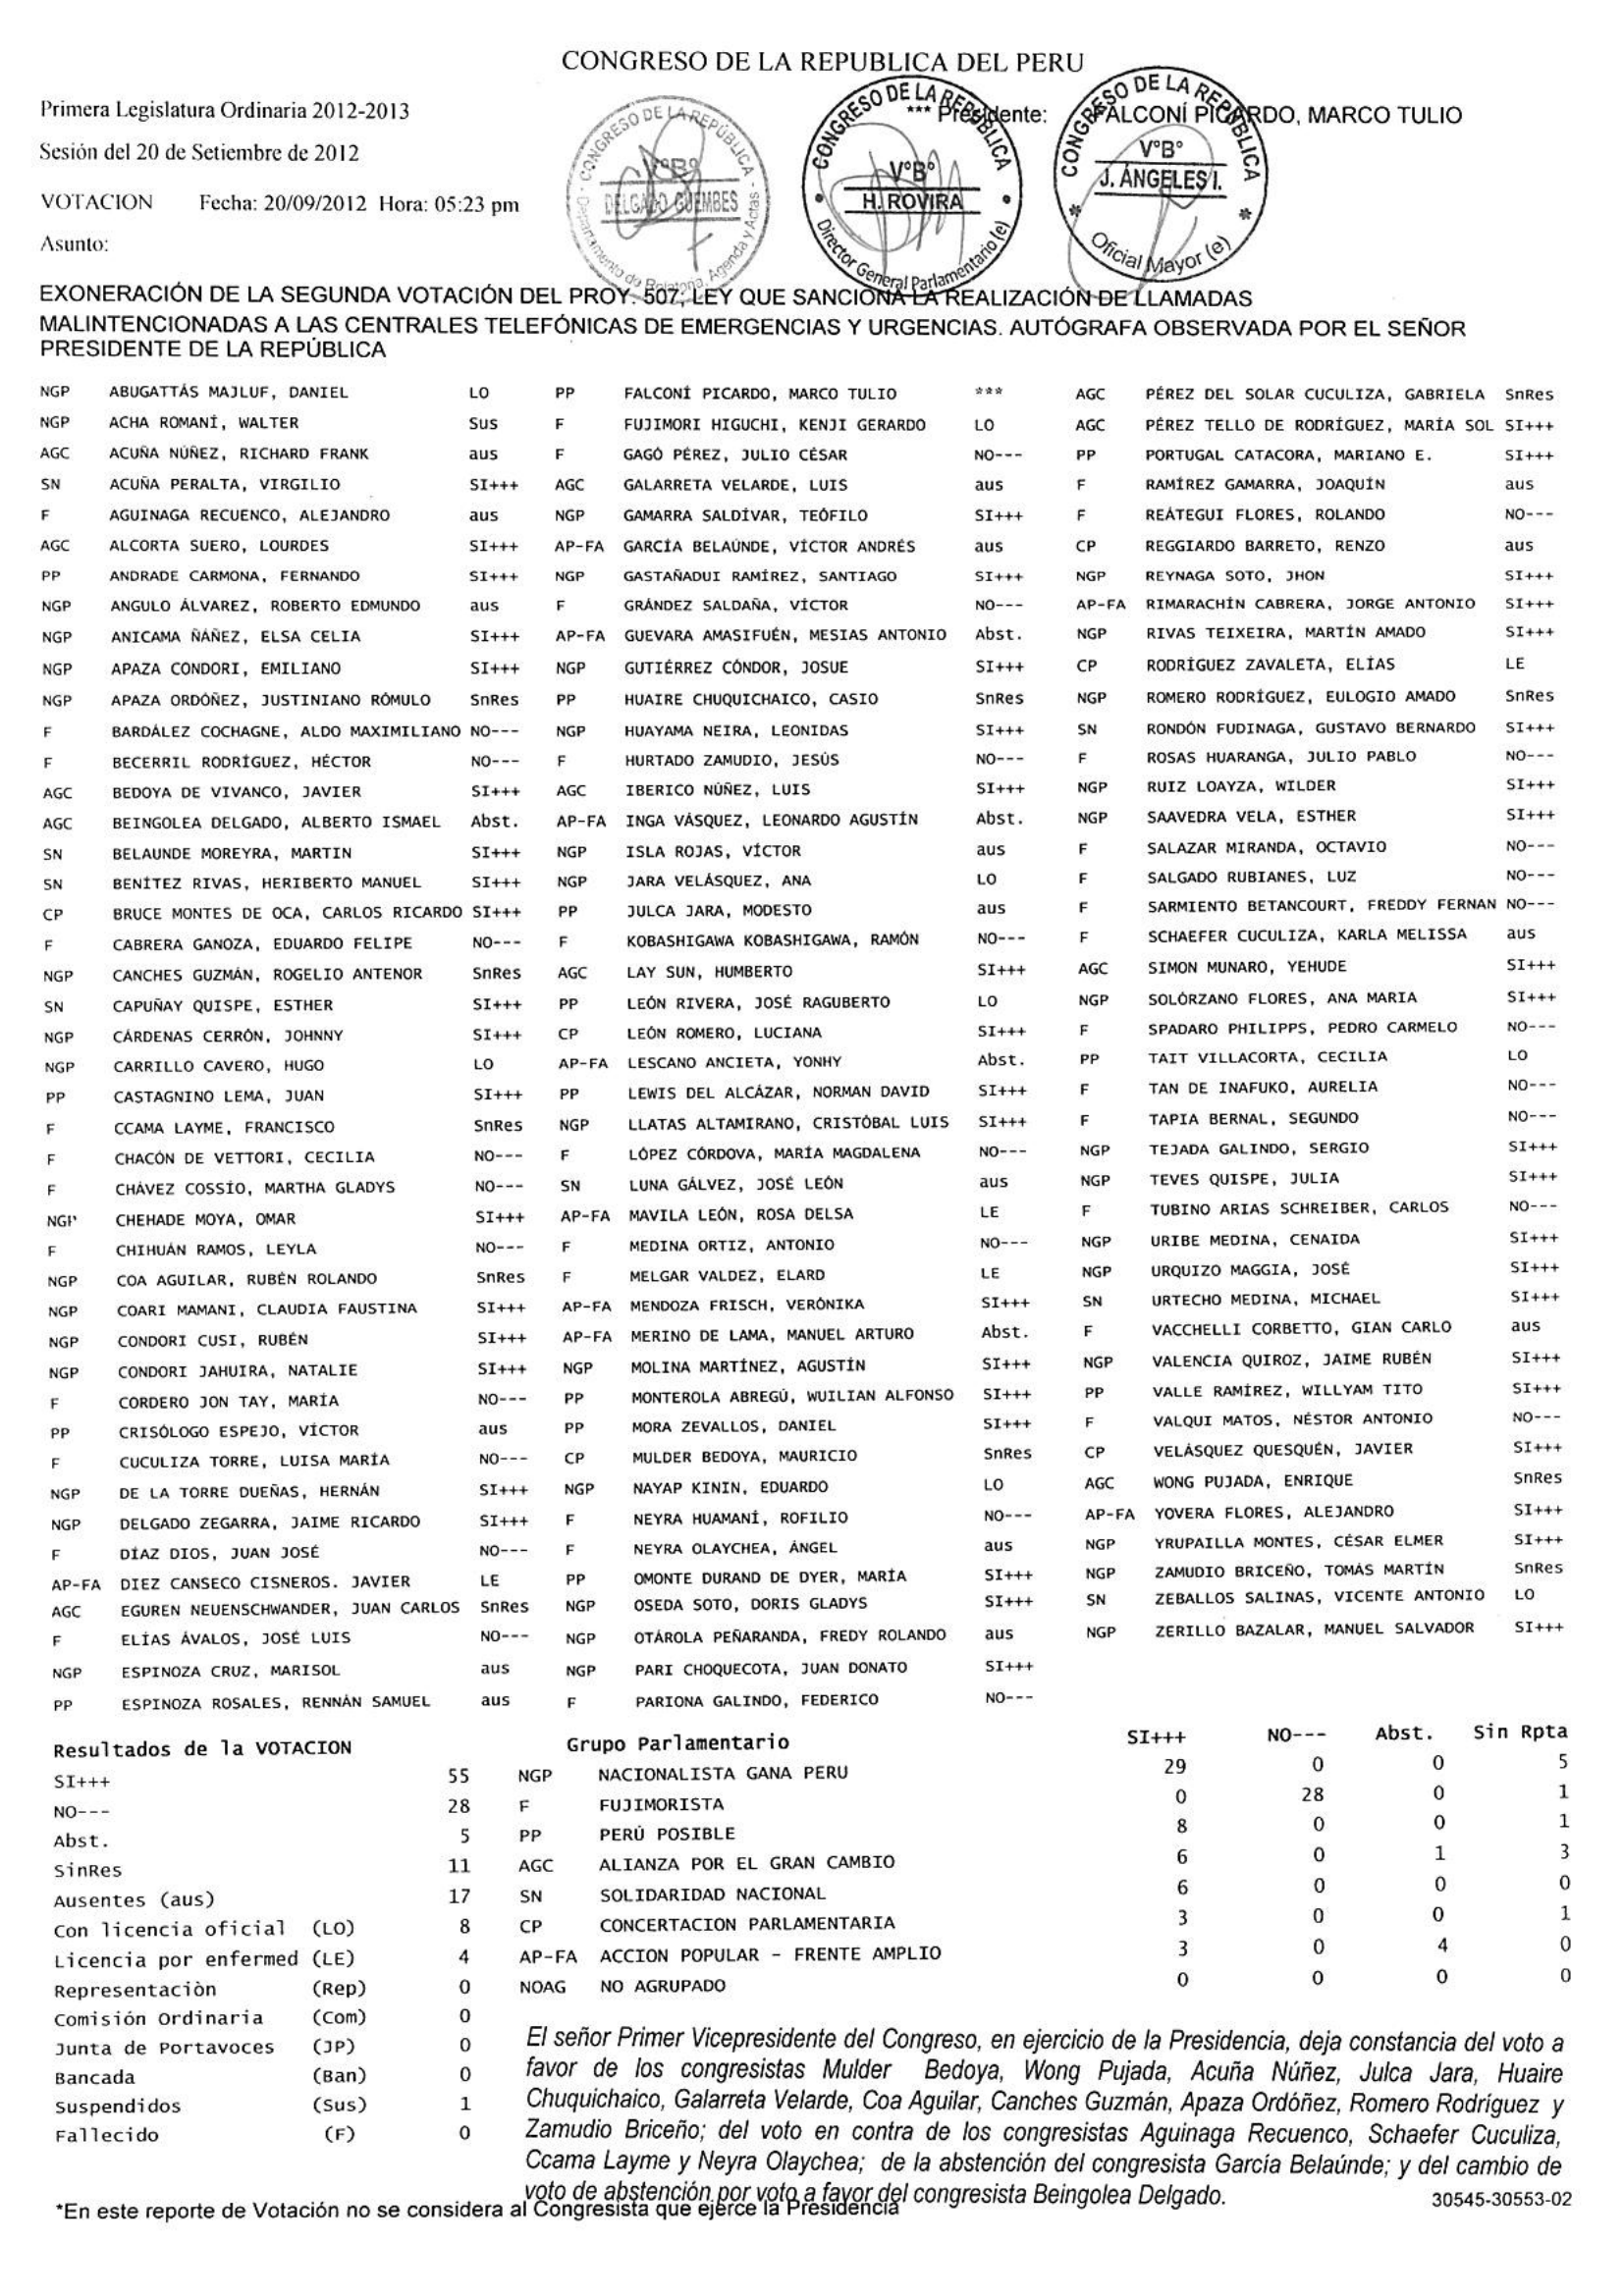 CONGRESO DE LA REPUBLICA DEL PERU
Primera Legislatura Ordinaria 2012-2013
*** Presidente: FALCONÍ PICARDO, MARCO TULIO
Sesión del 20 de Setiembre de 2012
VOTACION Fecha: 20/09/2012 Hora: 05:23 pm
Asunto:
CONGRESO DE LA REPÚBLICA
V°B°
DELGADO GUEMBES
Departamento de Relatoria, Agenda y Actas
CONGRESO DE LA REPUBLICA
V°B°
H. ROVIRA
Director General Parlamentario (e)
CONGRESO DE LA REPUBLICA
V°B°
J. ÁNGELES I.
Oficial Mayor (e)
EXONERACIÓN DE LA SEGUNDA VOTACIÓN DEL PROY. 507, LEY QUE SANCIONA LA REALIZACIÓN DE LLAMADAS
MALINTENCIONADAS A LAS CENTRALES TELEFÓNICAS DE EMERGENCIAS Y URGENCIAS. AUTÓGRAFA OBSERVADA POR EL SEÑOR
PRESIDENTE DE LA REPÚBLICA
NGP ABUGATTÁS MAJLUF, DANIEL LO PP FALCONÍ PICARDO, MARCO TULIO *** AGC PÉREZ DEL SOLAR CUCULIZA, GABRIELA SnRes
NGP ACHA ROMANÍ, WALTER Sus F FUJIMORI HIGUCHI, KENJI GERARDO LO AGC PÉREZ TELLO DE RODRÍGUEZ, MARÍA SOL SI+++
AGC ACUÑA NÚÑEZ, RICHARD FRANK aus F GAGÓ PÉREZ, JULIO CÉSAR NO--- PP PORTUGAL CATACORA, MARIANO E. SI+++
SN ACUÑA PERALTA, VIRGILIO SI+++ AGC GALARRETA VELARDE, LUIS aus F RAMÍREZ GAMARRA, JOAQUÍN aus
F AGUINAGA RECUENCO, ALEJANDRO aus NGP GAMARRA SALDÍVAR, TEÓFILO SI+++ F REÁTEGUI FLORES, ROLANDO NO---
AGC ALCORTA SUERO, LOURDES SI+++ AP-FA GARCÍA BELAÚNDE, VÍCTOR ANDRÉS aus CP REGGIARDO BARRETO, RENZO aus
PP ANDRADE CARMONA, FERNANDO SI+++ NGP GASTAÑADUI RAMÍREZ, SANTIAGO SI+++ NGP REYNAGA SOTO, JHON SI+++
NGP ANGULO ÁLVAREZ, ROBERTO EDMUNDO aus F GRÁNDEZ SALDAÑA, VÍCTOR NO--- AP-FA RIMARACHÍN CABRERA, JORGE ANTONIO SI+++
NGP ANICAMA ÑÁÑEZ, ELSA CELIA SI+++ AP-FA GUEVARA AMASIFUÉN, MESIAS ANTONIO Abst. NGP RIVAS TEIXEIRA, MARTÍN AMADO SI+++
NGP APAZA CONDORI, EMILIANO SI+++ NGP GUTIÉRREZ CÓNDOR, JOSUE SI+++ CP RODRÍGUEZ ZAVALETA, ELÍAS LE
NGP APAZA ORDÓÑEZ, JUSTINIANO RÓMULO SnRes PP HUAIRE CHUQUICHAICO, CASIO SnRes NGP ROMERO RODRÍGUEZ, EULOGIO AMADO SnRes
F BARDÁLEZ COCHAGNE, ALDO MAXIMILIANO NO--- NGP HUAYAMA NEIRA, LEONIDAS SI+++ SN RONDÓN FUDINAGA, GUSTAVO BERNARDO SI+++
F BECERRIL RODRÍGUEZ, HÉCTOR NO--- F HURTADO ZAMUDIO, JESÚS NO--- F ROSAS HUARANGA, JULIO PABLO NO---
AGC BEDOYA DE VIVANCO, JAVIER SI+++ AGC IBERICO NÚÑEZ, LUIS SI+++ NGP RUIZ LOAYZA, WILDER SI+++
AGC BEINGOLEA DELGADO, ALBERTO ISMAEL Abst. AP-FA INGA VÁSQUEZ, LEONARDO AGUSTÍN Abst. NGP SAAVEDRA VELA, ESTHER SI+++
SN BELAUNDE MOREYRA, MARTIN SI+++ NGP ISLA ROJAS, VÍCTOR aus F SALAZAR MIRANDA, OCTAVIO NO---
SN BENÍTEZ RIVAS, HERIBERTO MANUEL SI+++ NGP JARA VELÁSQUEZ, ANA LO F SALGADO RUBIANES, LUZ NO---
CP BRUCE MONTES DE OCA, CARLOS RICARDO SI+++ PP JULCA JARA, MODESTO aus F SARMIENTO BETANCOURT, FREDDY FERNAN NO---
F CABRERA GANOZA, EDUARDO FELIPE NO--- F KOBASHIGAWA KOBASHIGAWA, RAMÓN NO--- F SCHAEFER CUCULIZA, KARLA MELISSA aus
NGP CANCHES GUZMÁN, ROGELIO ANTENOR SnRes AGC LAY SUN, HUMBERTO SI+++ AGC SIMON MUNARO, YEHUDE SI+++
SN CAPUÑAY QUISPE, ESTHER SI+++ PP LEÓN RIVERA, JOSÉ RAGUBERTO LO NGP SOLÓRZANO FLORES, ANA MARIA SI+++
NGP CÁRDENAS CERRÓN, JOHNNY SI+++ CP LEÓN ROMERO, LUCIANA SI+++ F SPADARO PHILIPPS, PEDRO CARMELO NO---
NGP CARRILLO CAVERO, HUGO LO AP-FA LESCANO ANCIETA, YONHY Abst. PP TAIT VILLACORTA, CECILIA LO
PP CASTAGNINO LEMA, JUAN SI+++ PP LEWIS DEL ALCÁZAR, NORMAN DAVID SI+++ F TAN DE INAFUKO, AURELIA NO---
F CCAMA LAYME, FRANCISCO SnRes NGP LLATAS ALTAMIRANO, CRISTÓBAL LUIS SI+++ F TAPIA BERNAL, SEGUNDO NO---
F CHACÓN DE VETTORI, CECILIA NO--- F LÓPEZ CÓRDOVA, MARÍA MAGDALENA NO--- NGP TEJADA GALINDO, SERGIO SI+++
F CHÁVEZ COSSÍO, MARTHA GLADYS NO--- SN LUNA GÁLVEZ, JOSÉ LEÓN aus NGP TEVES QUISPE, JULIA SI+++
NGP CHEHADE MOYA, OMAR SI+++ AP-FA MAVILA LEÓN, ROSA DELSA LE F TUBINO ARIAS SCHREIBER, CARLOS NO---
F CHIHUÁN RAMOS, LEYLA NO--- F MEDINA ORTIZ, ANTONIO NO--- NGP URIBE MEDINA, CENAIDA SI+++
NGP COA AGUILAR, RUBÉN ROLANDO SnRes F MELGAR VALDEZ, ELARD LE NGP URQUIZO MAGGIA, JOSÉ SI+++
NGP COARI MAMANI, CLAUDIA FAUSTINA SI+++ AP-FA MENDOZA FRISCH, VERÓNIKA SI+++ SN URTECHO MEDINA, MICHAEL SI+++
NGP CONDORI CUSI, RUBÉN SI+++ AP-FA MERINO DE LAMA, MANUEL ARTURO Abst. F VACCHELLI CORBETTO, GIAN CARLO aus
NGP CONDORI JAHUIRA, NATALIE SI+++ NGP MOLINA MARTÍNEZ, AGUSTÍN SI+++ NGP VALENCIA QUIROZ, JAIME RUBÉN SI+++
F CORDERO JON TAY, MARÍA NO--- PP MONTEROLA ABREGÚ, WUILIAN ALFONSO SI+++ PP VALLE RAMÍREZ, WILLYAM TITO SI+++
PP CRISÓLOGO ESPEJO, VÍCTOR aus PP MORA ZEVALLOS, DANIEL SI+++ F VALQUI MATOS, NÉSTOR ANTONIO NO---
F CUCULIZA TORRE, LUISA MARÍA NO--- CP MULDER BEDOYA, MAURICIO SnRes CP VELÁSQUEZ QUESQUÉN, JAVIER SI+++
NGP DE LA TORRE DUEÑAS, HERNÁN SI+++ NGP NAYAP KININ, EDUARDO LO AGC WONG PUJADA, ENRIQUE SnRes
NGP DELGADO ZEGARRA, JAIME RICARDO SI+++ F NEYRA HUAMANÍ, ROFILIO NO--- AP-FA YOVERA FLORES, ALEJANDRO SI+++
F DÍAZ DIOS, JUAN JOSÉ NO--- F NEYRA OLAYCHEA, ÁNGEL aus NGP YRUPAILLA MONTES, CÉSAR ELMER SI+++
AP-FA DIEZ CANSECO CISNEROS. JAVIER LE PP OMONTE DURAND DE DYER, MARÍA SI+++ NGP ZAMUDIO BRICEÑO, TOMÁS MARTÍN SnRes
AGC EGUREN NEUENSCHWANDER, JUAN CARLOS SnRes NGP OSEDA SOTO, DORIS GLADYS SI+++ SN ZEBALLOS SALINAS, VICENTE ANTONIO LO
F ELÍAS ÁVALOS, JOSÉ LUIS NO--- NGP OTÁROLA PEÑARANDA, FREDY ROLANDO aus NGP ZERILLO BAZALAR, MANUEL SALVADOR SI+++
NGP ESPINOZA CRUZ, MARISOL aus NGP PARI CHOQUECOTA, JUAN DONATO SI+++
PP ESPINOZA ROSALES, RENNÁN SAMUEL aus F PARIONA GALINDO, FEDERICO NO---
Resultados de la VOTACION Grupo Parlamentario SI+++ NO--- Abst. Sin Rpta
SI+++ 55 NGP NACIONALISTA GANA PERU 29 0 0 5
NO--- 28 F FUJIMORISTA 0 28 0 1
Abst. 5 PP PERÚ POSIBLE 8 0 0 1
SinRes 11 AGC ALIANZA POR EL GRAN CAMBIO 6 0 1 3
Ausentes (aus) 17 SN SOLIDARIDAD NACIONAL 6 0 0 0
Con licencia oficial (LO) 8 CP CONCERTACION PARLAMENTARIA 3 0 0 1
Licencia por enfermed (LE) 4 AP-FA ACCION POPULAR - FRENTE AMPLIO 3 0 4 0
Representación (Rep) 0 NOAG NO AGRUPADO 0 0 0 0
Comisión Ordinaria (Com) 0
Junta de Portavoces (JP) 0
Bancada (Ban) 0
Suspendidos (Sus) 1
Fallecido (F) 0
El señor Primer Vicepresidente del Congreso, en ejercicio de la Presidencia, deja constancia del voto a
favor de los congresistas Mulder Bedoya, Wong Pujada, Acuña Núñez, Julca Jara, Huaire
Chuquichaico, Galarreta Velarde, Coa Aguilar, Canches Guzmán, Apaza Ordóñez, Romero Rodríguez y
Zamudio Briceño; del voto en contra de los congresistas Aguinaga Recuenco, Schaefer Cuculiza,
Ccama Layme y Neyra Olaychea; de la abstención del congresista García Belaúnde; y del cambio de
voto de abstención por voto a favor del congresista Beingolea Delgado.
*En este reporte de Votación no se considera al Congresista que ejerce la Presidencia
30545-30553-02